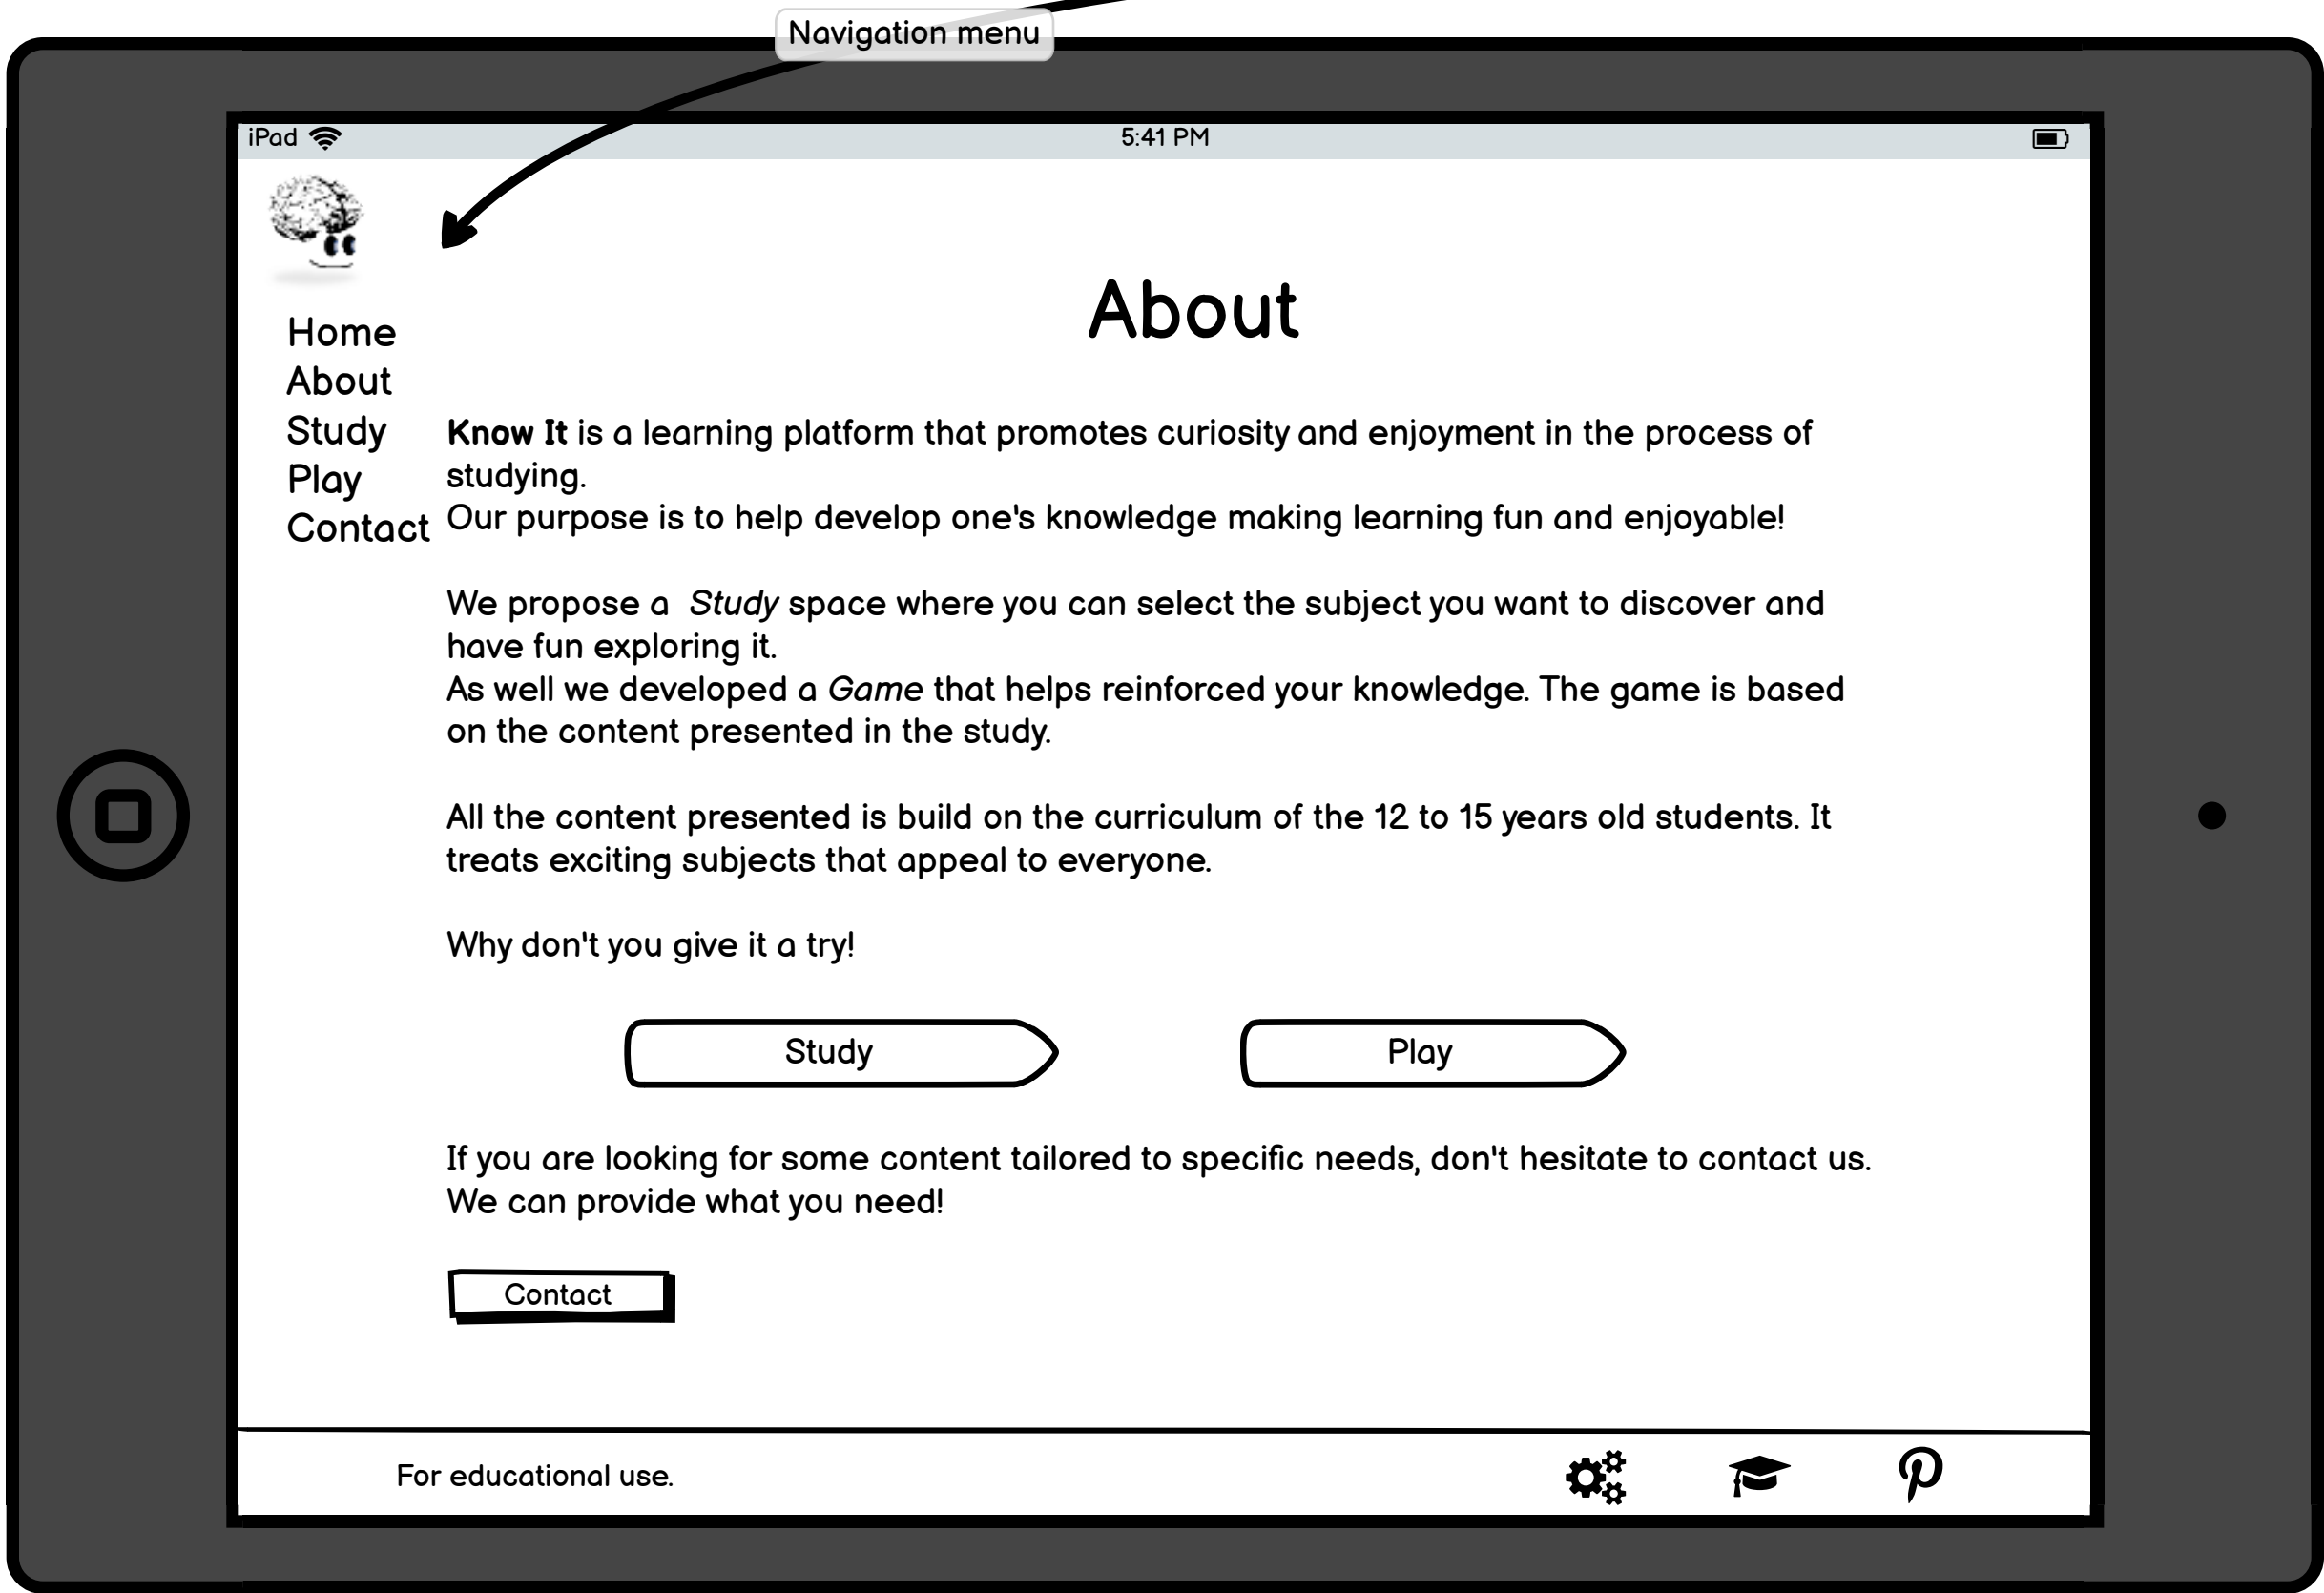 Navigation menu
iPad
5:41 PM
About
Home
About
Study
Play
Contact
Know It is a learning platform that promotes curiosity and enjoyment in the process of
studying.
Our purpose is to help develop one's knowledge making learning fun and enjoyable!
We propose a Study space where you can select the subject you want to discover and
have fun exploring it.
As well we developed a Game that helps reinforced your knowledge. The game is based
on the content presented in the study.
All the content presented is build on the curriculum of the 12 to 15 years old students. It
treats exciting subjects that appeal to everyone.
Why don't you give it a try!
Study
Play
If you are looking for some content tailored to specific needs, don't hesitate to contact us.
We can provide what you need!
Contact
For educational use.